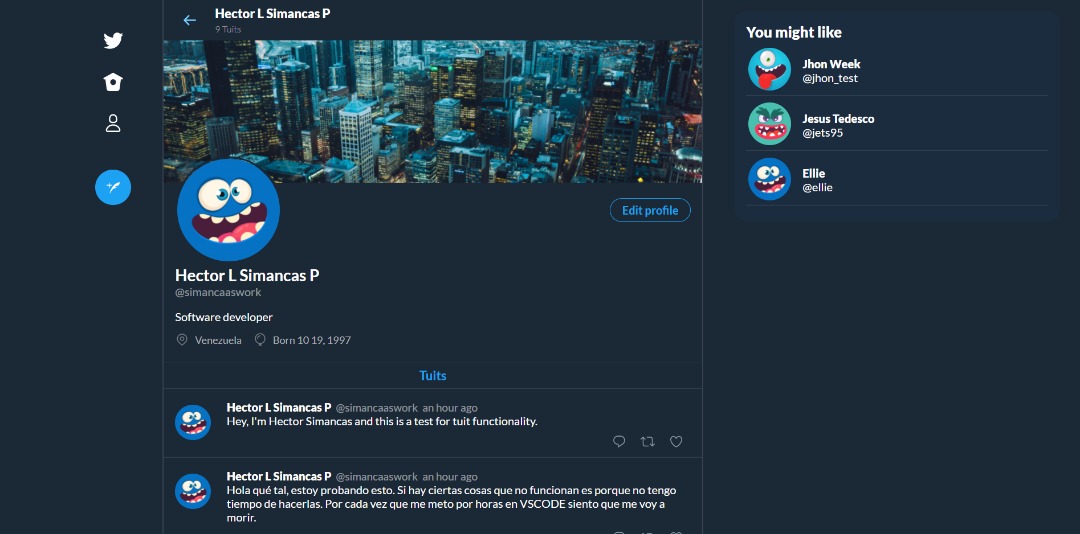 Hector L Simancas P
9 Tuits
Edit profile
Hector L Simancas P
@simancaaswork
Software developer
Venezuela Born 10 19, 1997
Tuits
Hector L Simancas P @simancaaswork an hour ago
Hey, I'm Hector Simancas and this is a test for tuit functionality.
Hector L Simancas P @simancaaswork an hour ago
Hola qué tal, estoy probando esto. Si hay ciertas cosas que no funcionan es porque no tengo
tiempo de hacerlas. Por cada vez que me meto por horas en VSCODE siento que me voy a
morir.
You might like
Jhon Week
@jhon_test
Jesus Tedesco
@jets95
Ellie
@ellie